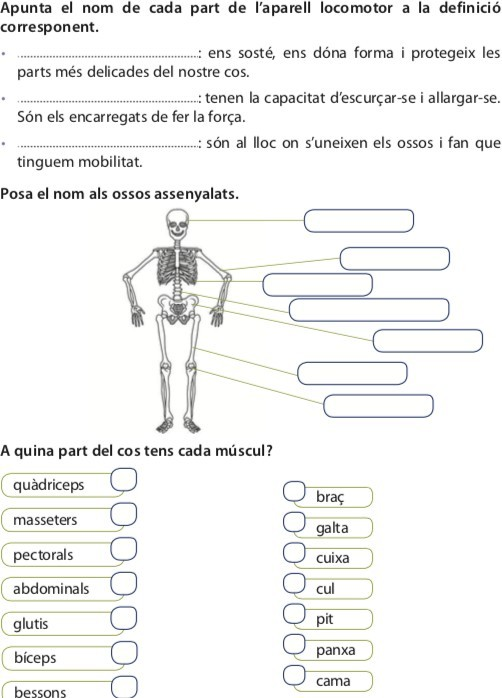 Apunta el nom de cada part de l'aparell locomotor a la definició
corresponent.
• ................................................: ens sosté, ens dóna forma i protegeix les
parts més delicades del nostre cos.
• ................................................: tenen la capacitat d'escurçar-se i allargar-se.
Són els encarregats de fer la força.
• ................................................: són al lloc on s'uneixen els ossos i fan que
tinguem mobilitat.
Posa el nom als ossos assenyalats.
A quina part del cos tens cada múscul?
quàdriceps
masseters
pectorals
abdominals
glutis
bíceps
bessons
braç
galta
cuixa
cul
pit
panxa
cama